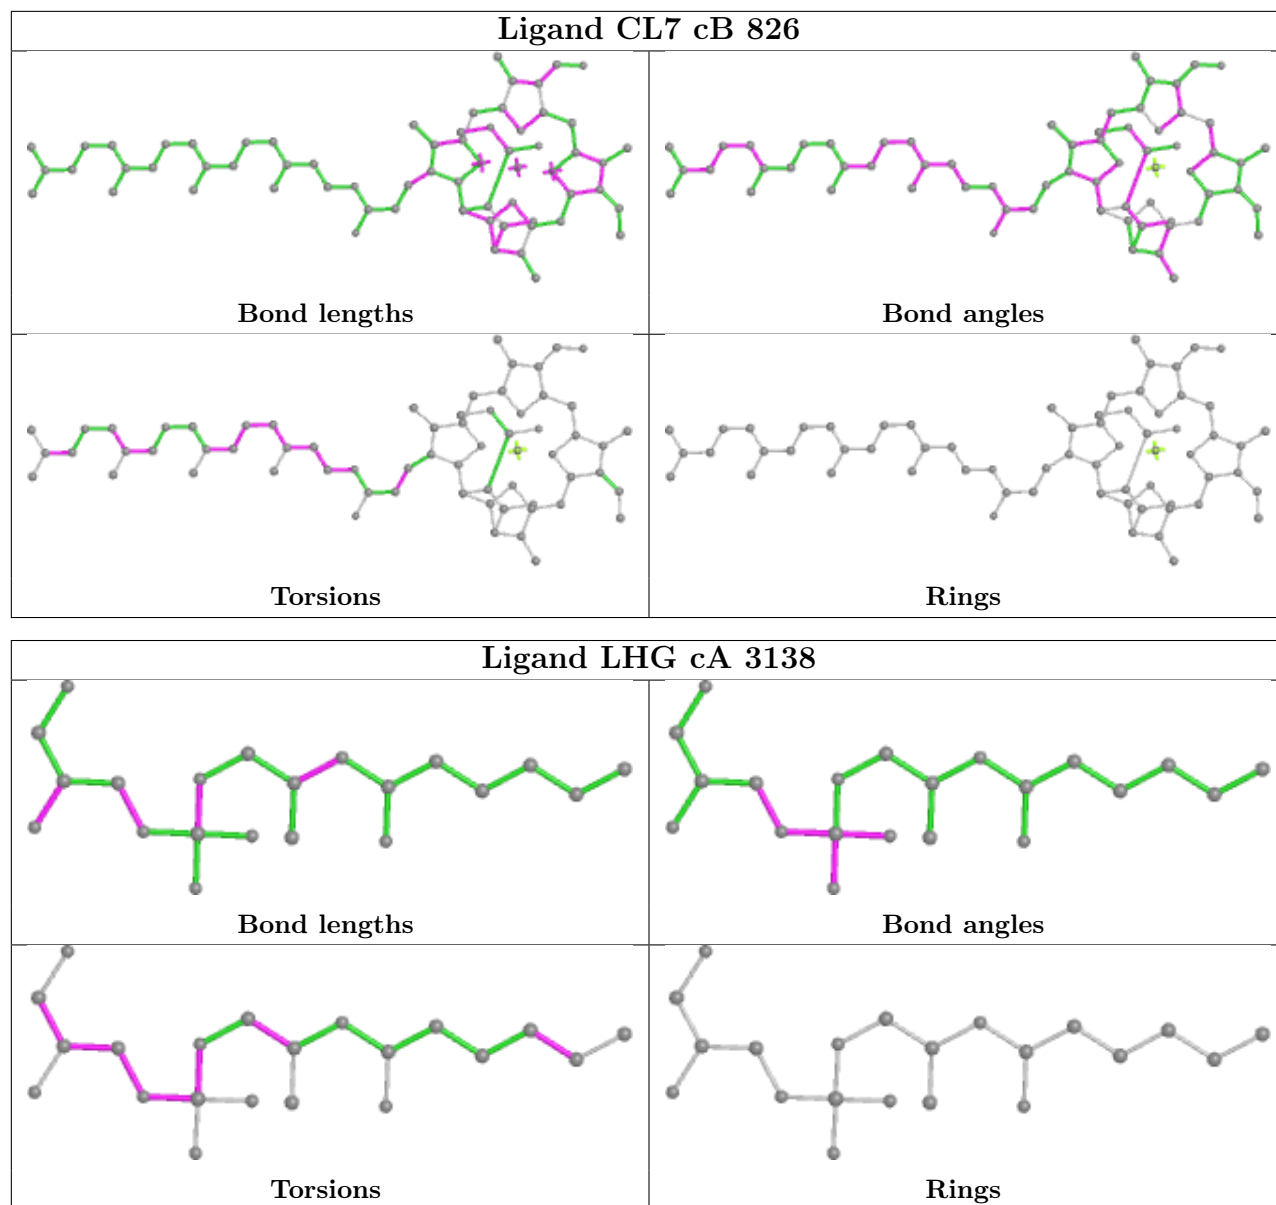 Ligand CL7 cB 826
Bond lengths
Bond angles
Torsions
Rings
Ligand LHG cA 3138
Bond lengths
Bond angles
Torsions
Rings